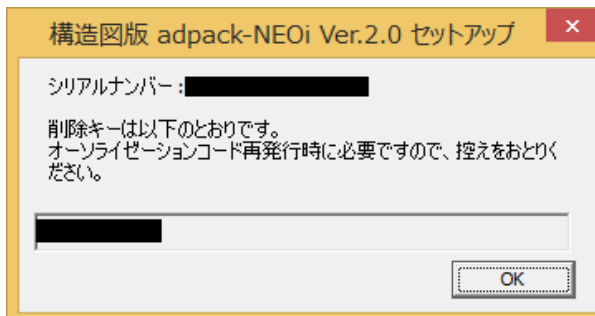 構造図版 adpack-NEOi Ver.2.0 セットアップ
シリアルナンバー:
削除キーは以下のとおりです。
オーソライゼーションコード再発行時に必要ですので、控えをおとりく
ださい。
OK